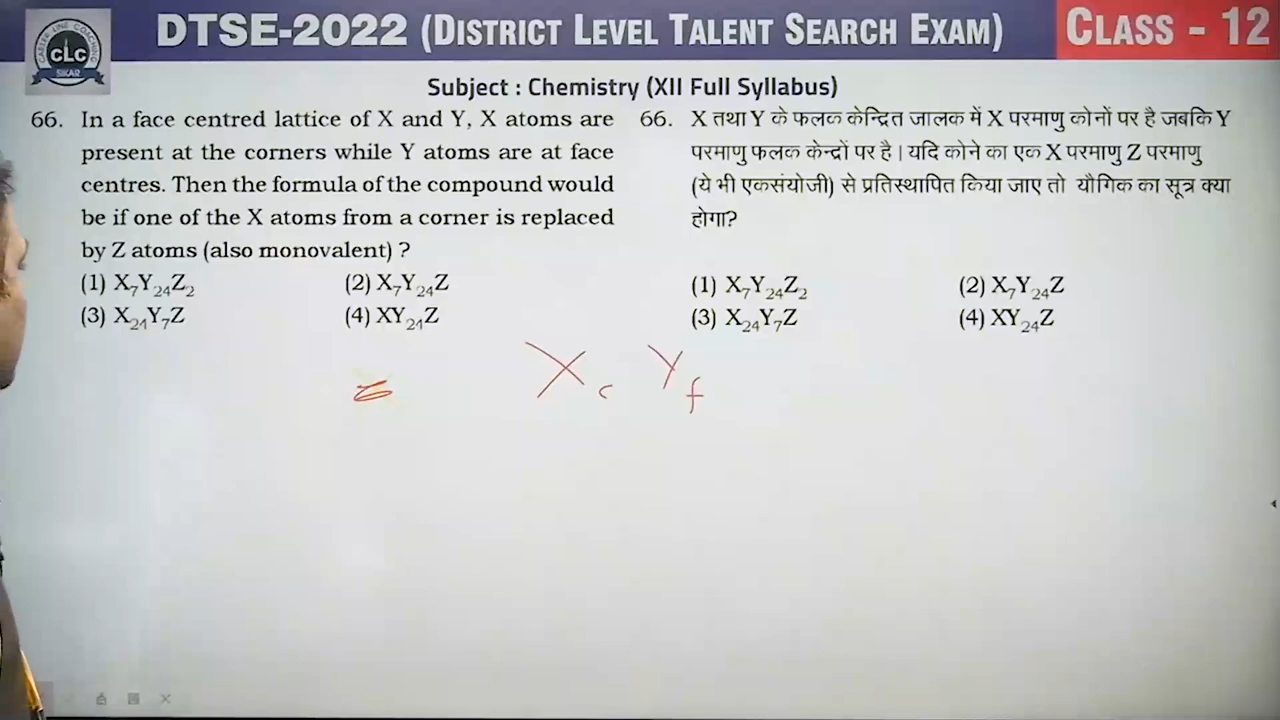 CAREER LINE COACHING
CLC
SIKAR
DTSE-2022 (DISTRICT LEVEL TALENT SEARCH EXAM)
CLASS - 12
Subject : Chemistry (XII Full Syllabus)
66. In a face centred lattice of X and Y, X atoms are
present at the corners while Y atoms are at face
centres. Then the formula of the compound would
be if one of the X atoms from a corner is replaced
by Z atoms (also monovalent) ?
(1) X₇Y₂₄Z₂ (2) X₇Y₂₄Z
(3) X₂₄Y₇Z (4) XY₂₄Z
66. X तथा Y के फलक केन्द्रित जालक में X परमाणु कोनों पर है जबकि Y
परमाणु फलक केन्द्रों पर है। यदि कोने का एक X परमाणु Z परमाणु
(ये भी एकसंयोजी) से प्रतिस्थापित किया जाए तो यौगिक का सूत्र क्या
होगा?
(1) X₇Y₂₄Z₂ (2) X₇Y₂₄Z
(3) X₂₄Y₇Z (4) XY₂₄Z
X c Y f